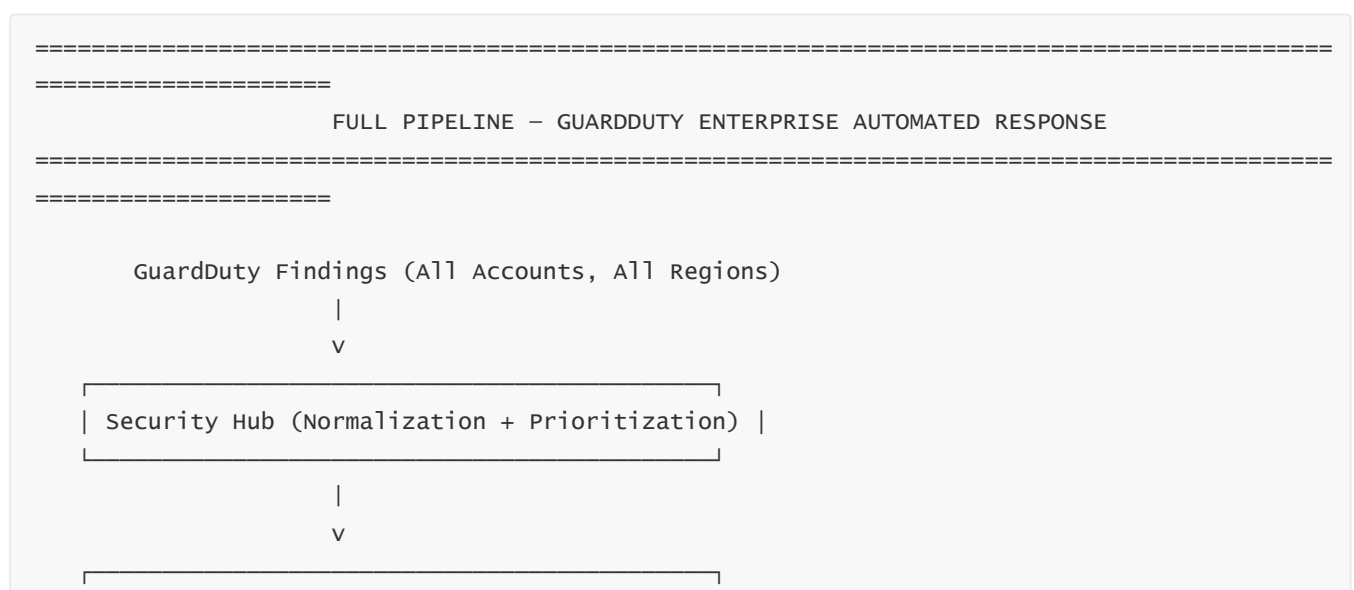 ============================================================================================
=====================
FULL PIPELINE — GUARDDUTY ENTERPRISE AUTOMATED RESPONSE
============================================================================================
=====================
GuardDuty Findings (All Accounts, All Regions)
|
v
┌─────────────────────────────────────────────┐
| Security Hub (Normalization + Prioritization) |
└─────────────────────────────────────────────┘
|
v
┌─────────────────────────────────────────────┐